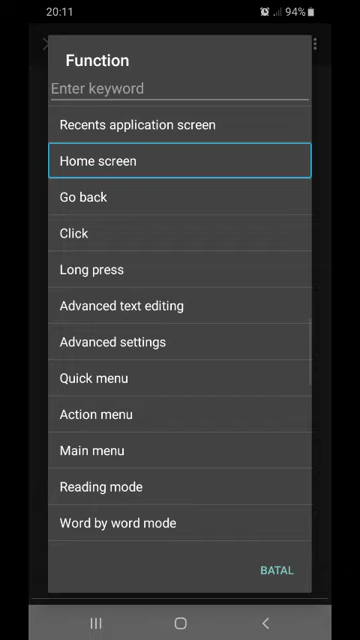 20:11
94%
Function
Enter keyword
Recents application screen
Home screen
Go back
Click
Long press
Advanced text editing
Advanced settings
Quick menu
Action menu
Main menu
Reading mode
Word by word mode
BATAL